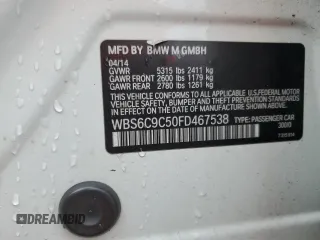 MFD BY BMW M GMBH
04/14
GVWR 5315 lbs 2411 kg
GAWR FRONT 2600 lbs 1179 kg
GAWR REAR 2780 lbs 1261 kg
THIS VEHICLE CONFORMS TO ALL APPLICABLE U.S. FEDERAL MOTOR
VEHICLE SAFETY, BUMPER, AND THEFT PREVENTION STANDARDS IN
EFFECT ON THE DATE OF MANUFACTURE SHOWN ABOVE.
WBS6C9C50FD467538 TYPE: PASSENGER CAR
DREAMBID